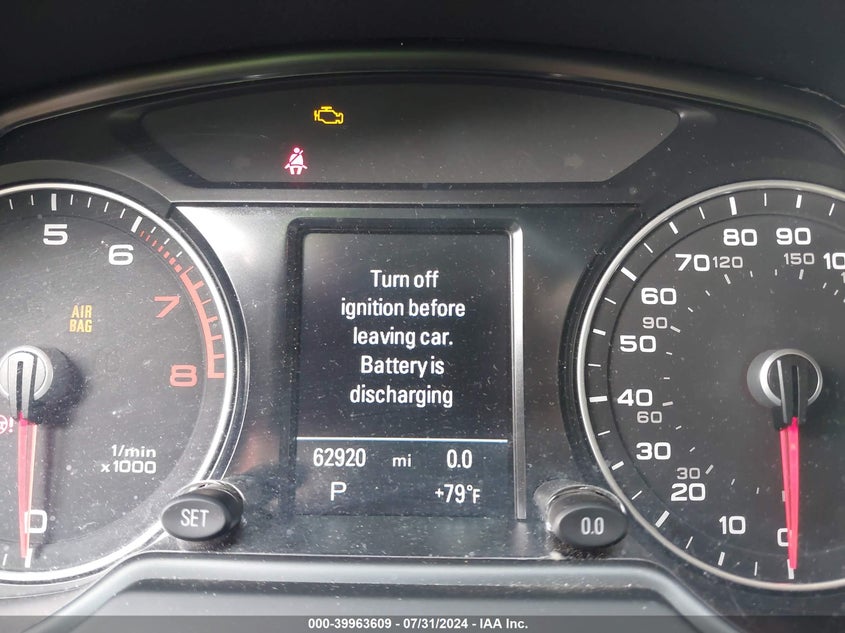 5
6
7
8
AIR
BAG
1/min
x1000
0
SET
Turn off
ignition before
leaving car.
Battery is
discharging
62920 mi 0.0
P +79°F
0.0
80 90
70 120 150
60
90
50
40
60
30
30
20
10
000-39963609 - 07/31/2024 - IAA Inc.